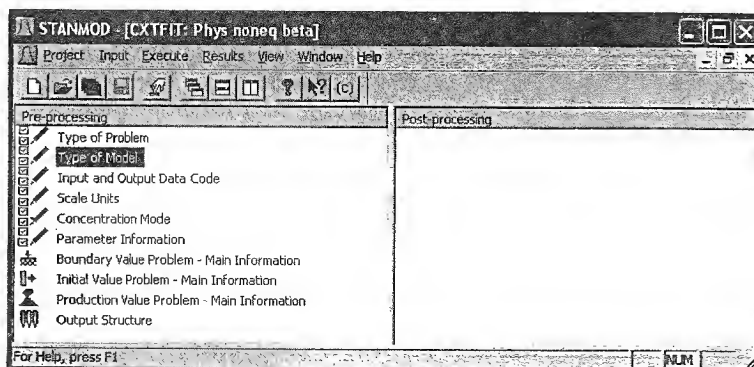 STANMOD - [CXTFIT: Phys noneq beta]
Project Input Execute Results View Window Help
Pre-processing
Post-processing
Type of Problem
Type of Model
Input and Output Data Code
Scale Units
Concentration Mode
Parameter Information
Boundary Value Problem - Main Information
Initial Value Problem - Main Information
Production Value Problem - Main Information
Output Structure
For Help, press F1
NUM